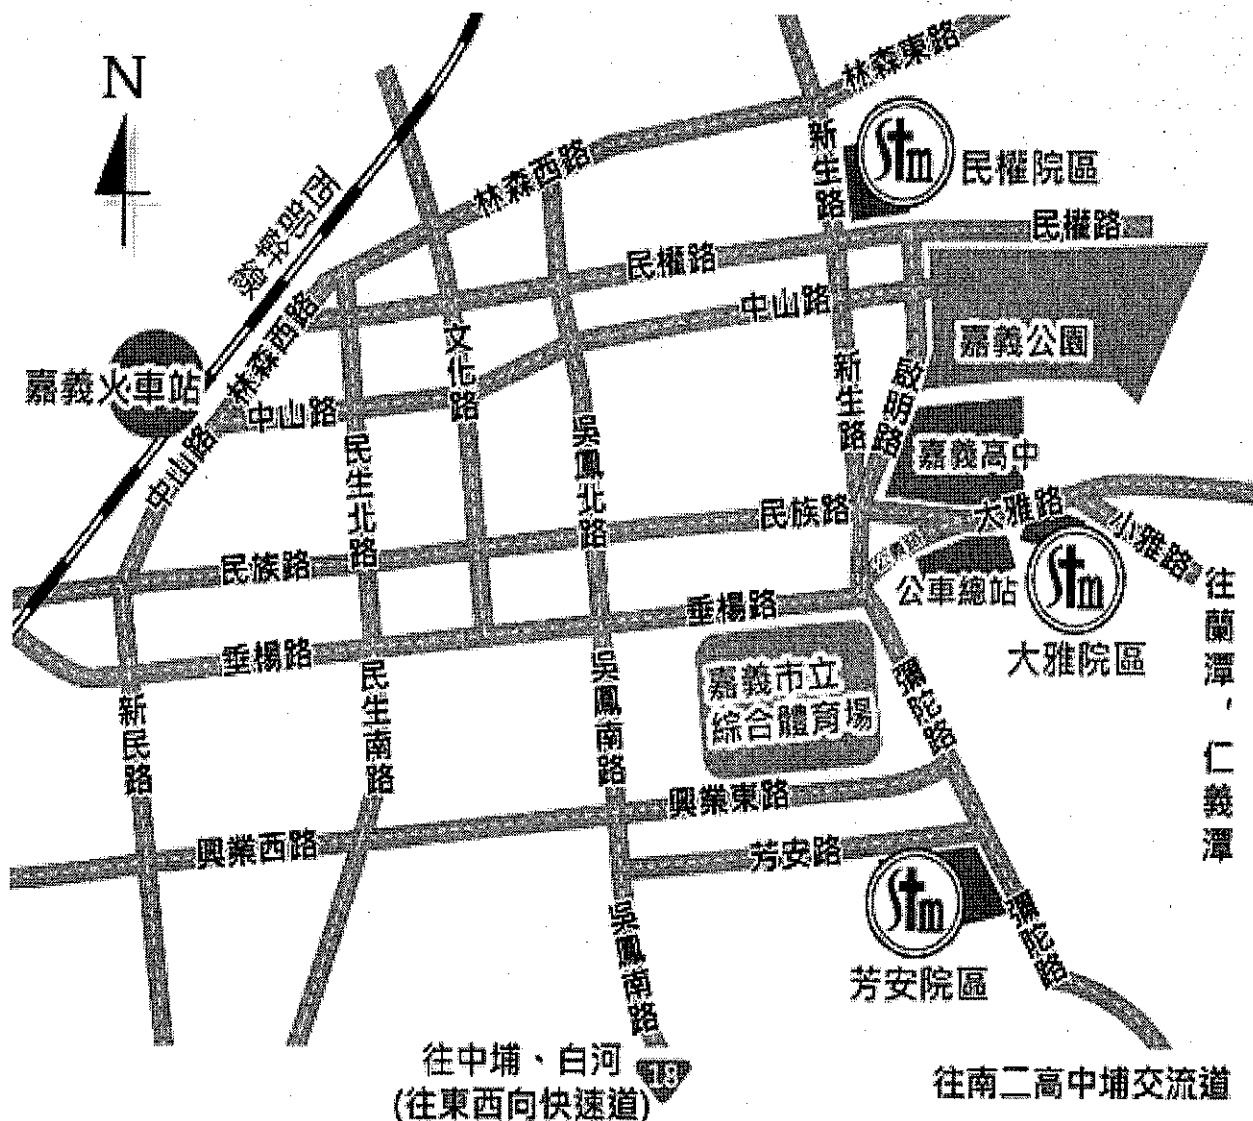 N
林森東路
新生路
Stm
民權院區
西部幹線
林森西路
民權路
民權路
中山路
嘉義公園
嘉義火車站
林森西路
文化路
新生路
啟明路
中山路
中山路
民生北路
吳鳳北路
嘉義高中
民族路
大雅路
小雅路
民族路
公車總站
Stm
大雅院區
往蘭潭,仁義潭
垂楊路
垂楊路
嘉義市立
綜合體育場
彌陀路
新民路
民生南路
吳鳳南路
興業東路
興業西路
芳安路
Stm
芳安院區
彌陀路
吳鳳南路
往中埔、白河
(往東西向快速道)
18
往南二高中埔交流道